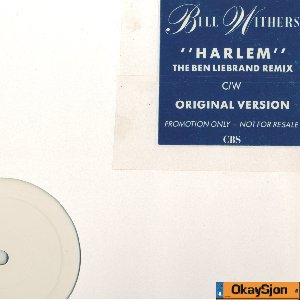 BILL WITHERS
"HARLEM"
THE BEN LIEBRAND REMIX
C/W
ORIGINAL VERSION
PROMOTION ONLY – NOT FOR RESALE
CBS
OkaySjon